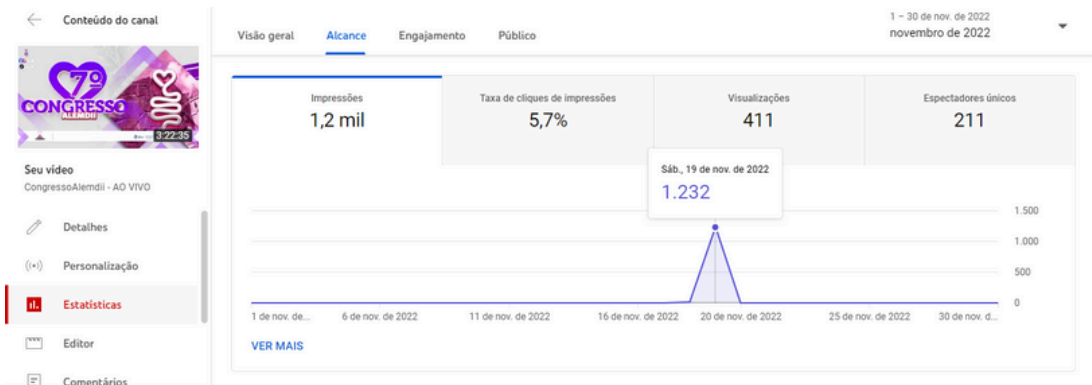 Conteúdo do canal
7º
CONGRESSO
ALEMDII
3:22:35
Seu vídeo
CongressoAlemdii - AO VIVO
Detalhes
Personalização
Estatísticas
Editor
Comentários
Visão geral
Alcance
Engajamento
Público
1 – 30 de nov. de 2022
novembro de 2022
Impressões
1,2 mil
Taxa de cliques de impressões
5,7%
Visualizações
411
Espectadores únicos
211
Sáb., 19 de nov. de 2022
1.232
1.500
1.000
500
0
1 de nov. de...
6 de nov. de 2022
11 de nov. de 2022
16 de nov. de 2022
20 de nov. de 2022
25 de nov. de 2022
30 de nov. d...
VER MAIS